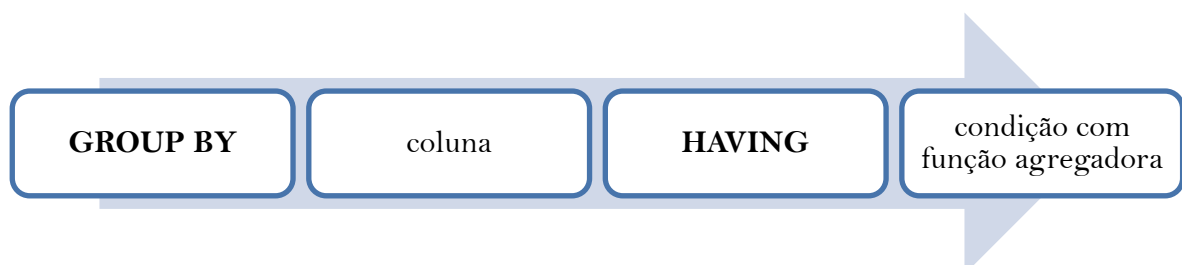 GROUP BY
coluna
HAVING
condição com
função agregadora